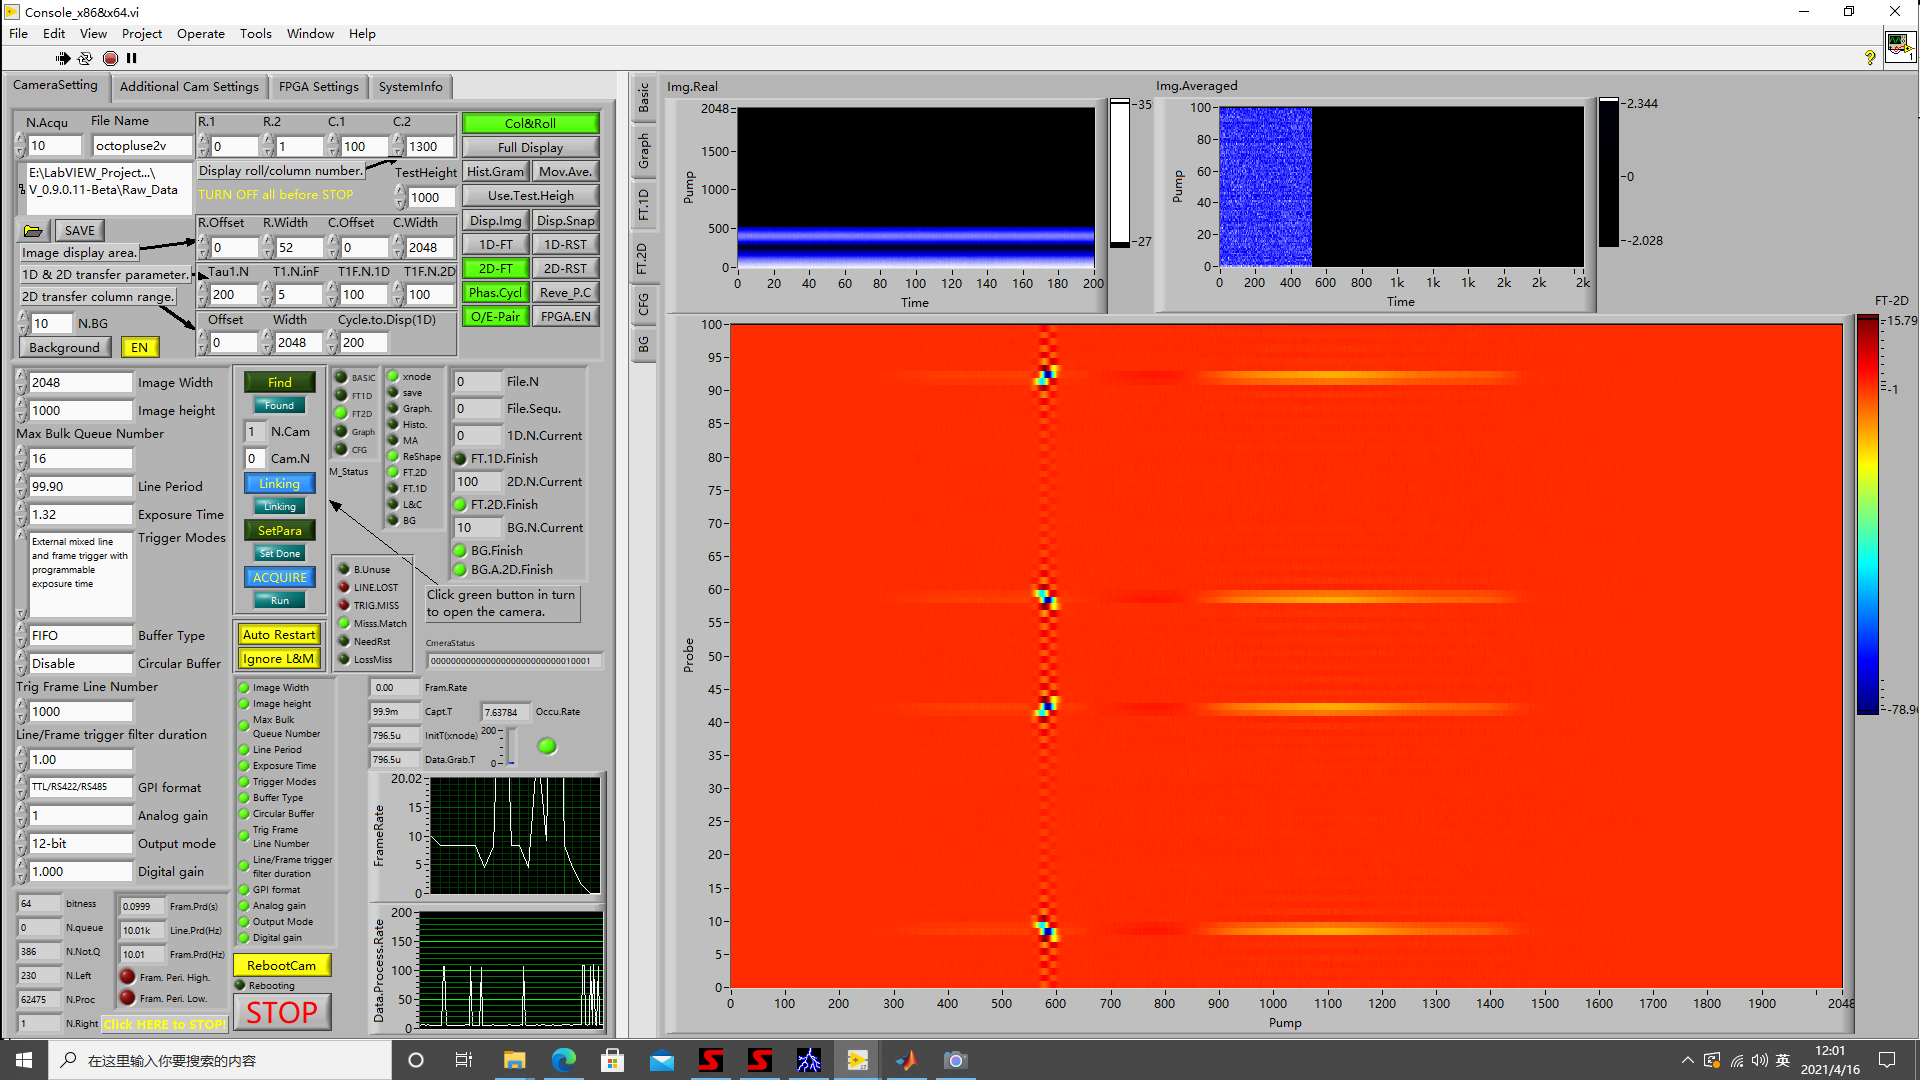 Console_x86&x64.vi
File Edit View Project Operate Tools Window Help
CameraSetting Additional Cam Settings FPGA Settings SystemInfo
N.Acqu File Name R.1 R.2 C.1 C.2
10 octopluse2v 0 1 100 1300
E:\LabVIEW_Project...\
V_0.9.0.11-Beta\Raw_Data
Display roll/column number.
TURN OFF all before STOP
TestHeight
1000
SAVE
R.Offset R.Width C.Offset C.Width
0 52 0 2048
Image display area.
1D & 2D transfer parameter.
2D transfer column range.
Tau1.N T1.N.inF T1F.N.1D T1F.N.2D
200 5 100 100
10 N.BG
Offset Width Cycle.to.Disp(1D)
0 2048 200
Background EN
Col&Roll
Full Display
Hist.Gram Mov.Ave.
Use.Test.Heigh
Disp.Img Disp.Snap
1D-FT 1D-RST
2D-FT 2D-RST
Phas.Cycl Reve_P.C
O/E-Pair FPGA.EN
2048 Image Width
1000 Image height
Max Bulk Queue Number
16
99.90 Line Period
1.32 Exposure Time
External mixed line
and frame trigger with
programmable
exposure time
Trigger Modes
FIFO Buffer Type
Disable Circular Buffer
Trig Frame Line Number
1000
Line/Frame trigger filter duration
1.00
TTL/RS422/RS485 GPI format
1 Analog gain
12-bit Output mode
1.000 Digital gain
Find
Found
1 N.Cam
0 Cam.N
Linking
Linking
SetPara
Set Done
ACQUIRE
Run
Auto Restart
Ignore L&M
BASIC
FT1D
FT2D
Graph
CFG
M_Status
xnode
save
Graph.
Histo.
MA
ReShape
FT.2D
FT.1D
L&C
BG
0 File.N
0 File.Sequ.
0 1D.N.Current
FT.1D.Finish
100 2D.N.Current
FT.2D.Finish
10 BG.N.Current
BG.Finish
BG.A.2D.Finish
B.Unuse
LINE.LOST
TRIG.MISS
Misss.Match
NeedRst
LossMiss
Click green button in turn
to open the camera.
CmeraStatus
Image Width
Image height
Max Bulk
Queue Number
Line Period
Exposure Time
Trigger Modes
Buffer Type
Circular Buffer
Trig Frame
Line Number
Line/Frame trigger
filter duration
GPI format
Analog gain
Output Mode
Digital gain
0.00 Fram.Rate
99.9m Capt.T 7.63784 Occu.Rate
796.5u InitT(xnode) 200
796.5u Data.Grab.T 0
FrameRate
20.02
15
10
5
0
Data.Process.Rate
200
150
100
50
0
64 bitness
0 N.queue
386 N.Not.Q
230 N.Left
62475 N.Proc
1 N.Right
0.0999 Fram.Prd(s)
10.01k Line.Prd(Hz)
10.01 Fram.Prd(Hz)
Fram. Peri. High.
Fram. Peri. Low.
Click HERE to STOP!
RebootCam
Rebooting
STOP
Basic
Graph
FT.1D
FT.2D
CFG
BG
Img.Real
Pump
2048
1500
1000
500
0
0 20 40 60 80 100 120 140 160 180 200
Time
35
27
Img.Averaged
Pump
100
80
60
40
20
0
0 200 400 600 800 1k 1k 1k 2k 2k 2k
Time
2.344
0
-2.028
FT-2D
Probe
100
95
90
85
80
75
70
65
60
55
50
45
40
35
30
25
20
15
10
5
0
0 100 200 300 400 500 600 700 800 900 1000 1100 1200 1300 1400 1500 1600 1700 1800 1900 2048
Pump
15.79
-1
-78.9
在这里输入你要搜索的内容
英
12:01
2021/4/16